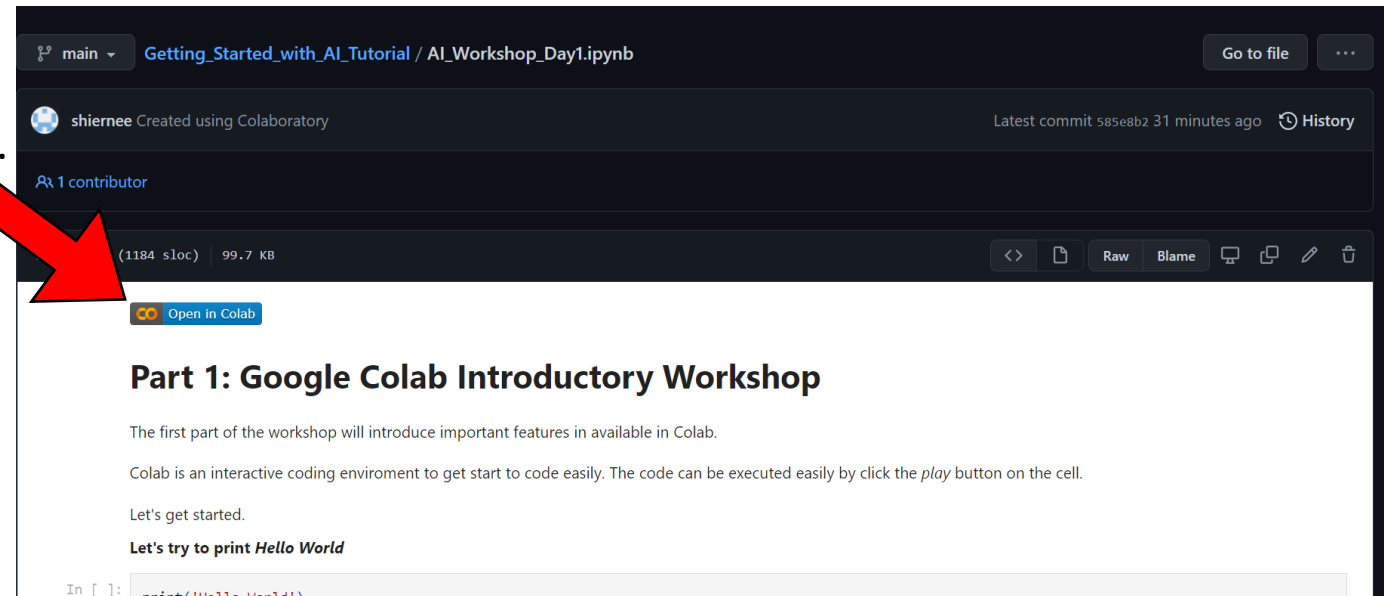 main Getting_Started_with_AI_Tutorial / AI_Workshop_Day1.ipynb Go to file ...
shiernee Created using Colaboratory Latest commit 585e8b2 31 minutes ago History
1 contributor
(1184 sloc) 99.7 KB <> Raw Blame
CO Open in Colab
Part 1: Google Colab Introductory Workshop
The first part of the workshop will introduce important features in available in Colab.
Colab is an interactive coding enviroment to get start to code easily. The code can be executed easily by click the play button on the cell.
Let's get started.
Let's try to print Hello World
In [ ]: print('Hello World')